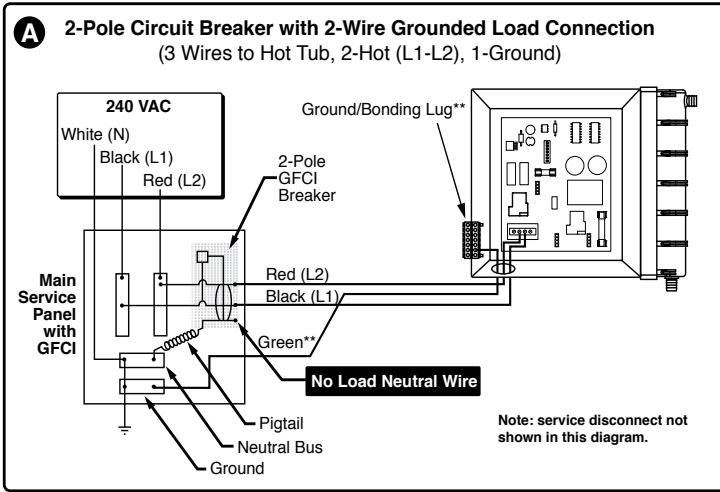 A
2-Pole Circuit Breaker with 2-Wire Grounded Load Connection
(3 Wires to Hot Tub, 2-Hot (L1-L2), 1-Ground)
240 VAC
White (N)
Black (L1)
Red (L2)
Ground/Bonding Lug**
2-Pole
GFCI
Breaker
Main
Service
Panel
with
GFCI
Red (L2)
Black (L1)
Green**
No Load Neutral Wire
Pigtail
Neutral Bus
Ground
Note: service disconnect not
shown in this diagram.